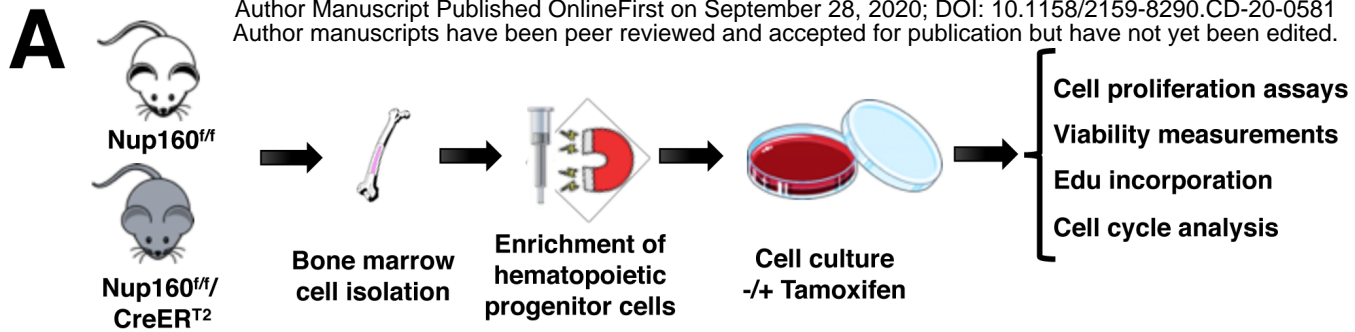 Author Manuscript Published OnlineFirst on September 28, 2020; DOI: 10.1158/2159-8290.CD-20-0581
Author manuscripts have been peer reviewed and accepted for publication but have not yet been edited.
A
Nup160f/f
Nup160f/f/
CreERT2
Bone marrow
cell isolation
Enrichment of
hematopoietic
progenitor cells
Cell culture
-/+ Tamoxifen
Cell proliferation assays
Viability measurements
Edu incorporation
Cell cycle analysis